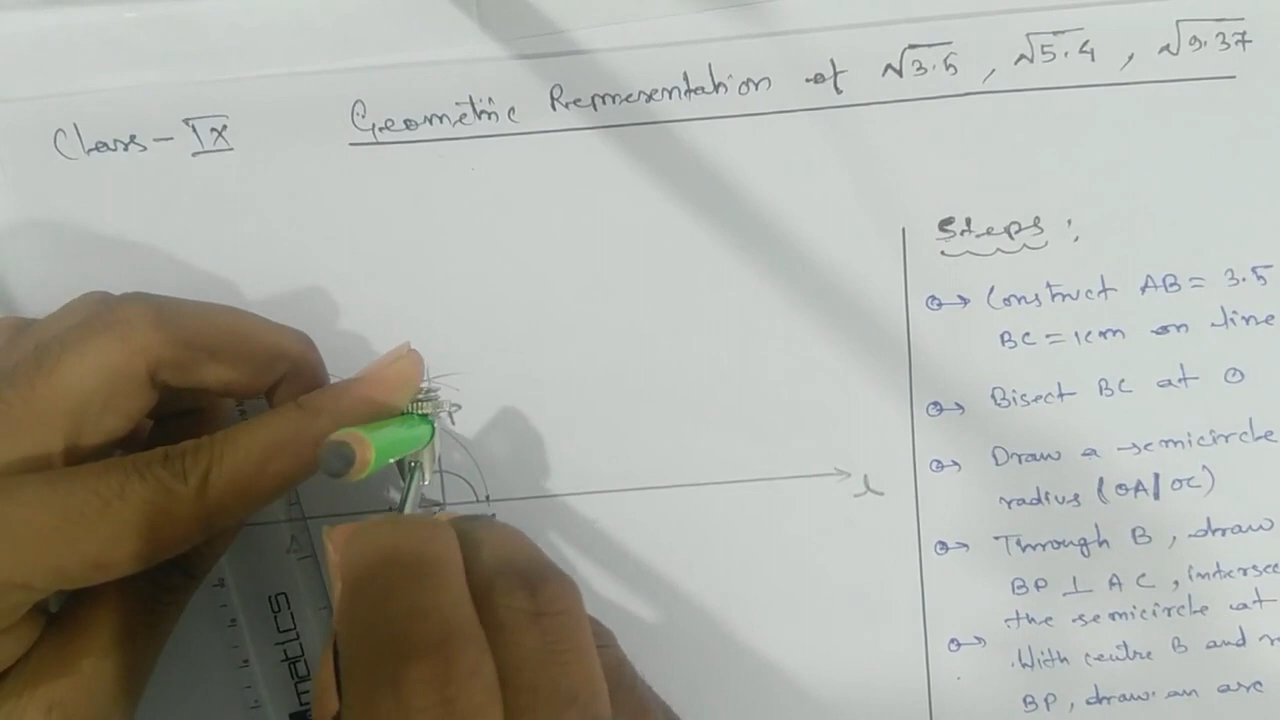 Geometric Representation of √3.5 , √5.4 , √9.37
Class - IX
Steps :
Construct AB = 3.5
BC = 1cm on line
Bisect BC at O
Draw a semicircle
radius (OA/OC)
Through B, draw
BP ⊥ AC, interse
the semicircle at
With centre B and r
BP, draw an arc
P
l
matics